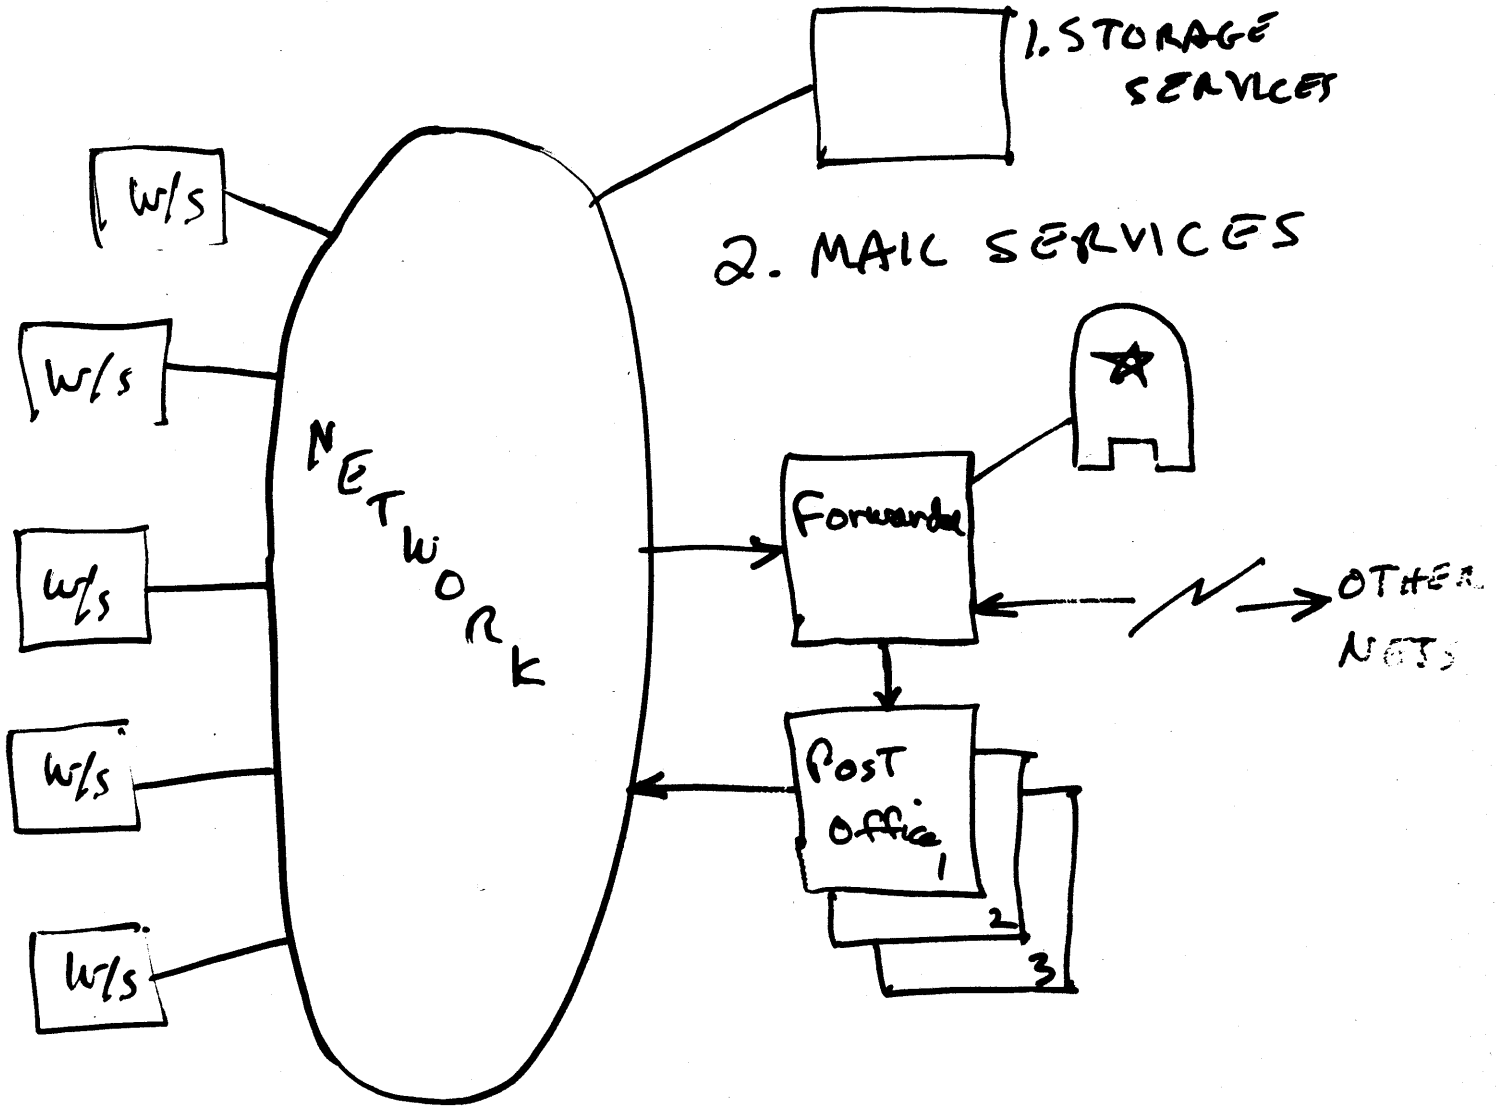 1. STORAGE
SERVICES
2. MAIL SERVICES
W/S
W/S
W/S
W/S
W/S
NETWORK
Forwarder
OTHER
NETS
Post
Office
1
2
3